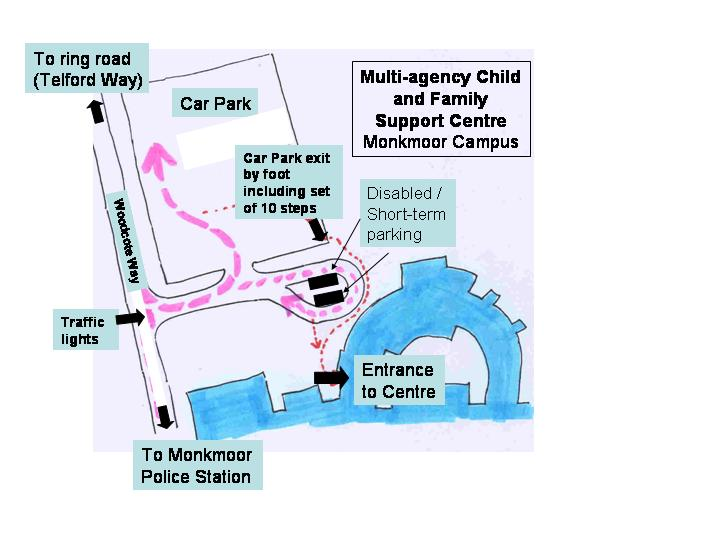 To ring road
(Telford Way)
Car Park
Multi-agency Child
and Family
Support Centre
Monkmoor Campus
Car Park exit
by foot
including set
of 10 steps
Disabled /
Short-term
parking
Woodcote Way
Traffic
lights
Entrance
to Centre
To Monkmoor
Police Station